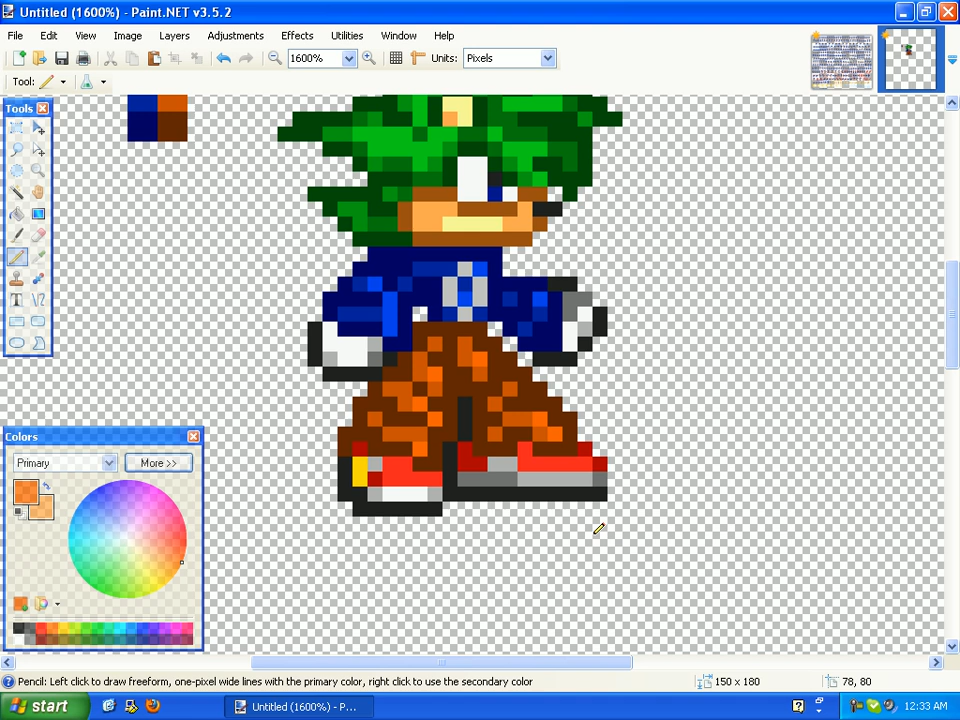 Untitled (1600%) - Paint.NET v3.5.2
File Edit View Image Layers Adjustments Effects Utilities Window Help
1600% Units: Pixels
Tool:
Tools
Colors
Primary More >>
Pencil: Left click to draw freeform, one-pixel wide lines with the primary color, right click to use the secondary color 150 x 180 78, 80
start Untitled (1600%) - P... 12:33 AM